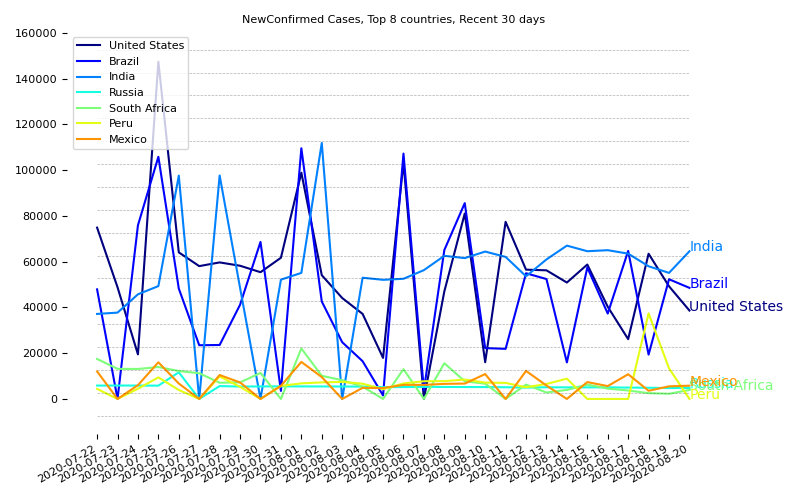 NewConfirmed Cases, Top 8 countries, Recent 30 days
160000
140000
120000
100000
80000
60000
40000
20000
0
United States
Brazil
India
Russia
South Africa
Peru
Mexico
India
Brazil
United States
Mexico
South Africa
Peru
2020-07-22
2020-07-23
2020-07-24
2020-07-25
2020-07-26
2020-07-27
2020-07-28
2020-07-29
2020-07-30
2020-07-31
2020-08-01
2020-08-02
2020-08-03
2020-08-04
2020-08-05
2020-08-06
2020-08-07
2020-08-08
2020-08-09
2020-08-10
2020-08-11
2020-08-12
2020-08-13
2020-08-14
2020-08-15
2020-08-16
2020-08-17
2020-08-18
2020-08-19
2020-08-20